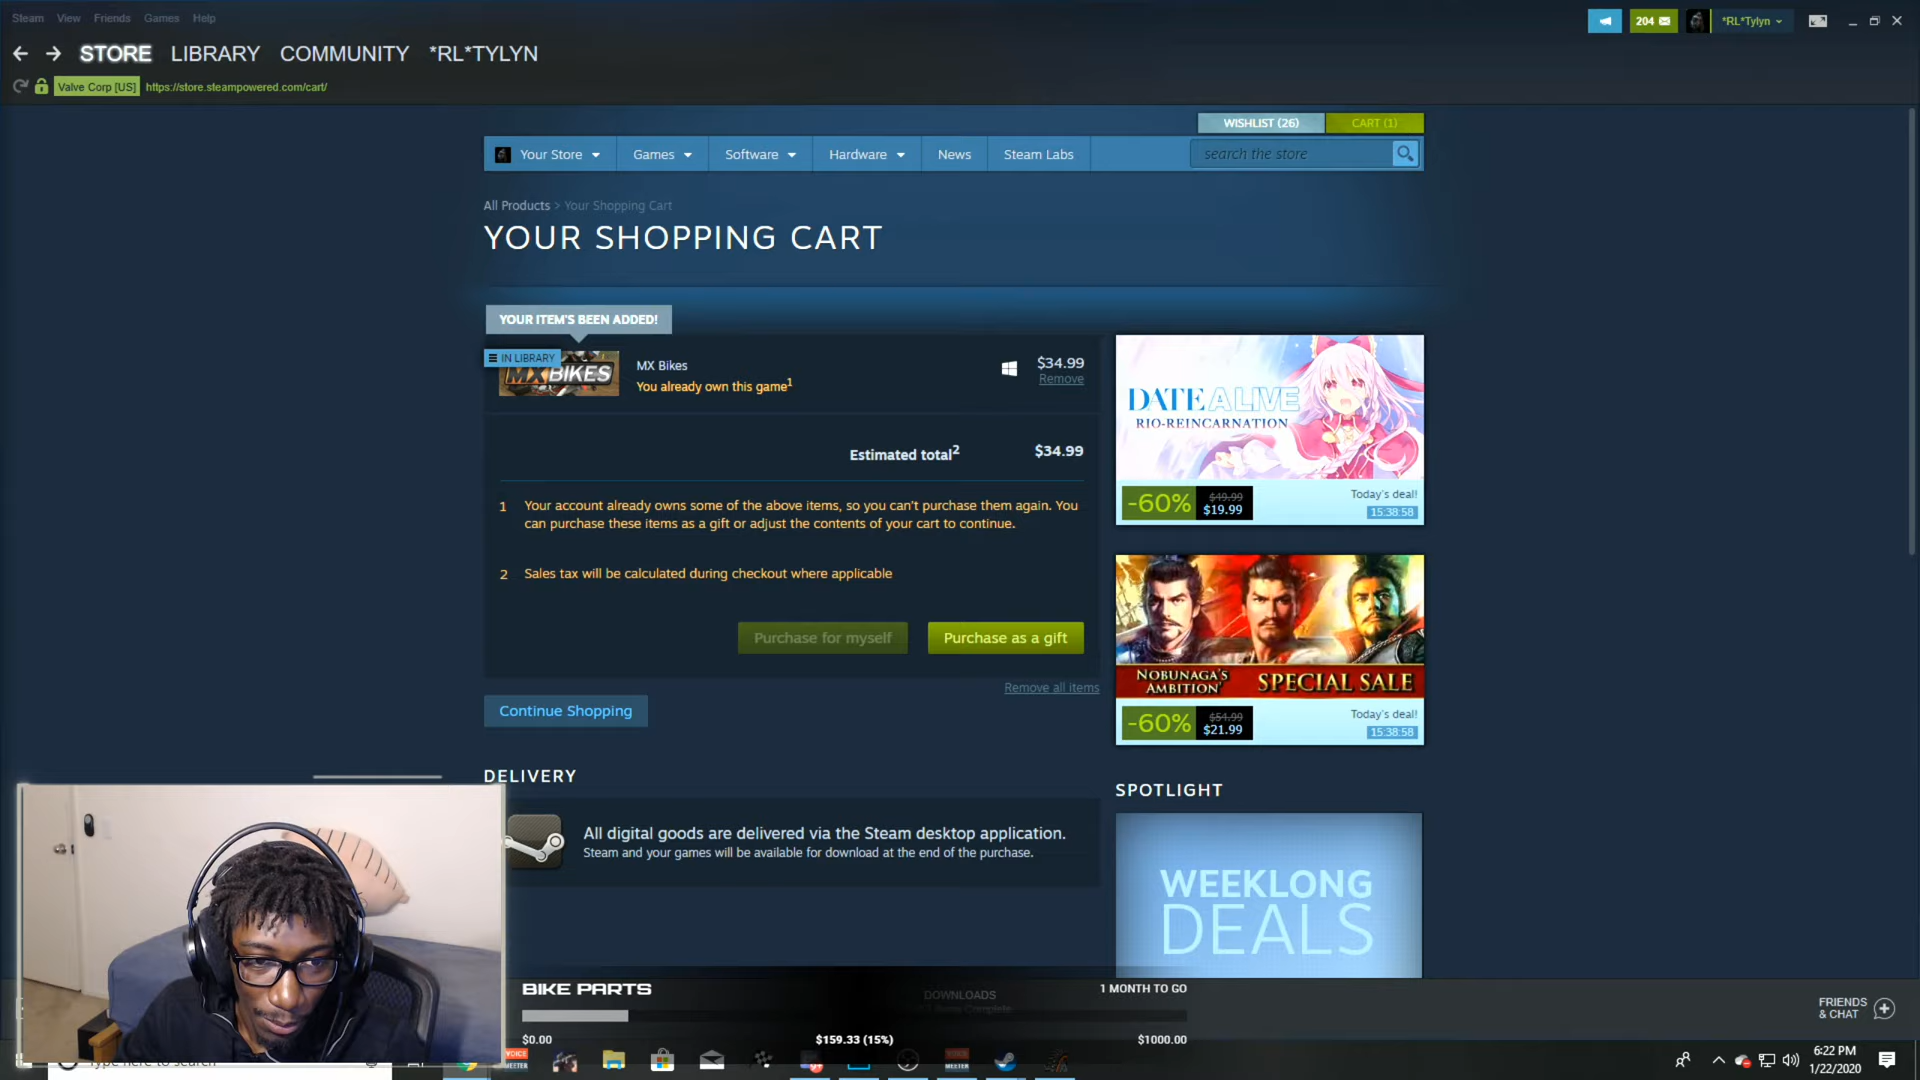 Steam View Friends Games Help
204
*RL*Tylyn
STORE LIBRARY COMMUNITY *RL*TYLYN
Valve Corp [US] https://store.steampowered.com/cart/
WISHLIST (26) CART (1)
Your Store Games Software Hardware News Steam Labs search the store
All Products > Your Shopping Cart
YOUR SHOPPING CART
YOUR ITEM'S BEEN ADDED!
IN LIBRARY
MX BIKES
MX Bikes
You already own this game1
$34.99
Remove
Estimated total2 $34.99
1 Your account already owns some of the above items, so you can't purchase them again. You
can purchase these items as a gift or adjust the contents of your cart to continue.
2 Sales tax will be calculated during checkout where applicable
Purchase for myself Purchase as a gift
Remove all items
Continue Shopping
DATE A LIVE
RIO-REINCARNATION
-60% $49.99 $19.99
Today's deal!
15:38:58
NOBUNAGA'S
AMBITION
SPECIAL SALE
-60% $54.99 $21.99
Today's deal!
15:38:58
DELIVERY
All digital goods are delivered via the Steam desktop application.
Steam and your games will be available for download at the end of the purchase.
SPOTLIGHT
WEEKLONG
DEALS
BIKE PARTS
DOWNLOADS
Complete
1 MONTH TO GO
$0.00 $159.33 (15%) $1000.00
FRIENDS
& CHAT
here to search
VOICE
MEETER
VOICE
MEETER
6:22 PM
1/22/2020